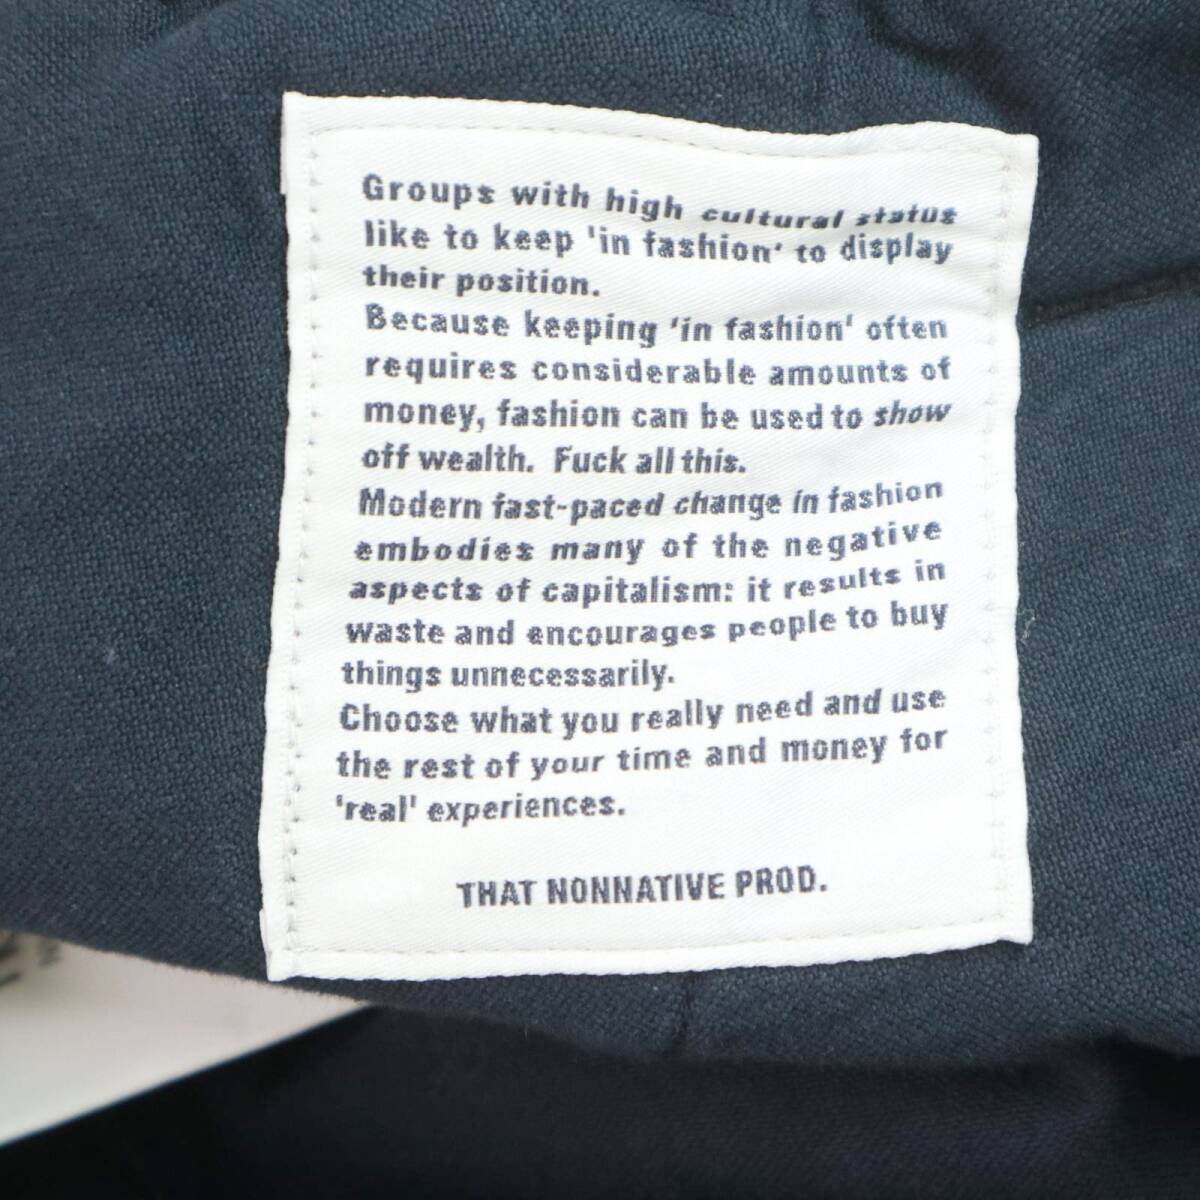 Groups with high cultural status
like to keep 'in fashion' to display
their position.
Because keeping 'in fashion' often
requires considerable amounts of
money, fashion can be used to show
off wealth. Fuck all this.
Modern fast-paced change in fashion
embodies many of the negative
aspects of capitalism: it results in
waste and encourages people to buy
things unnecessarily.
Choose what you really need and use
the rest of your time and money for
'real' experiences.
THAT NONNATIVE PROD.